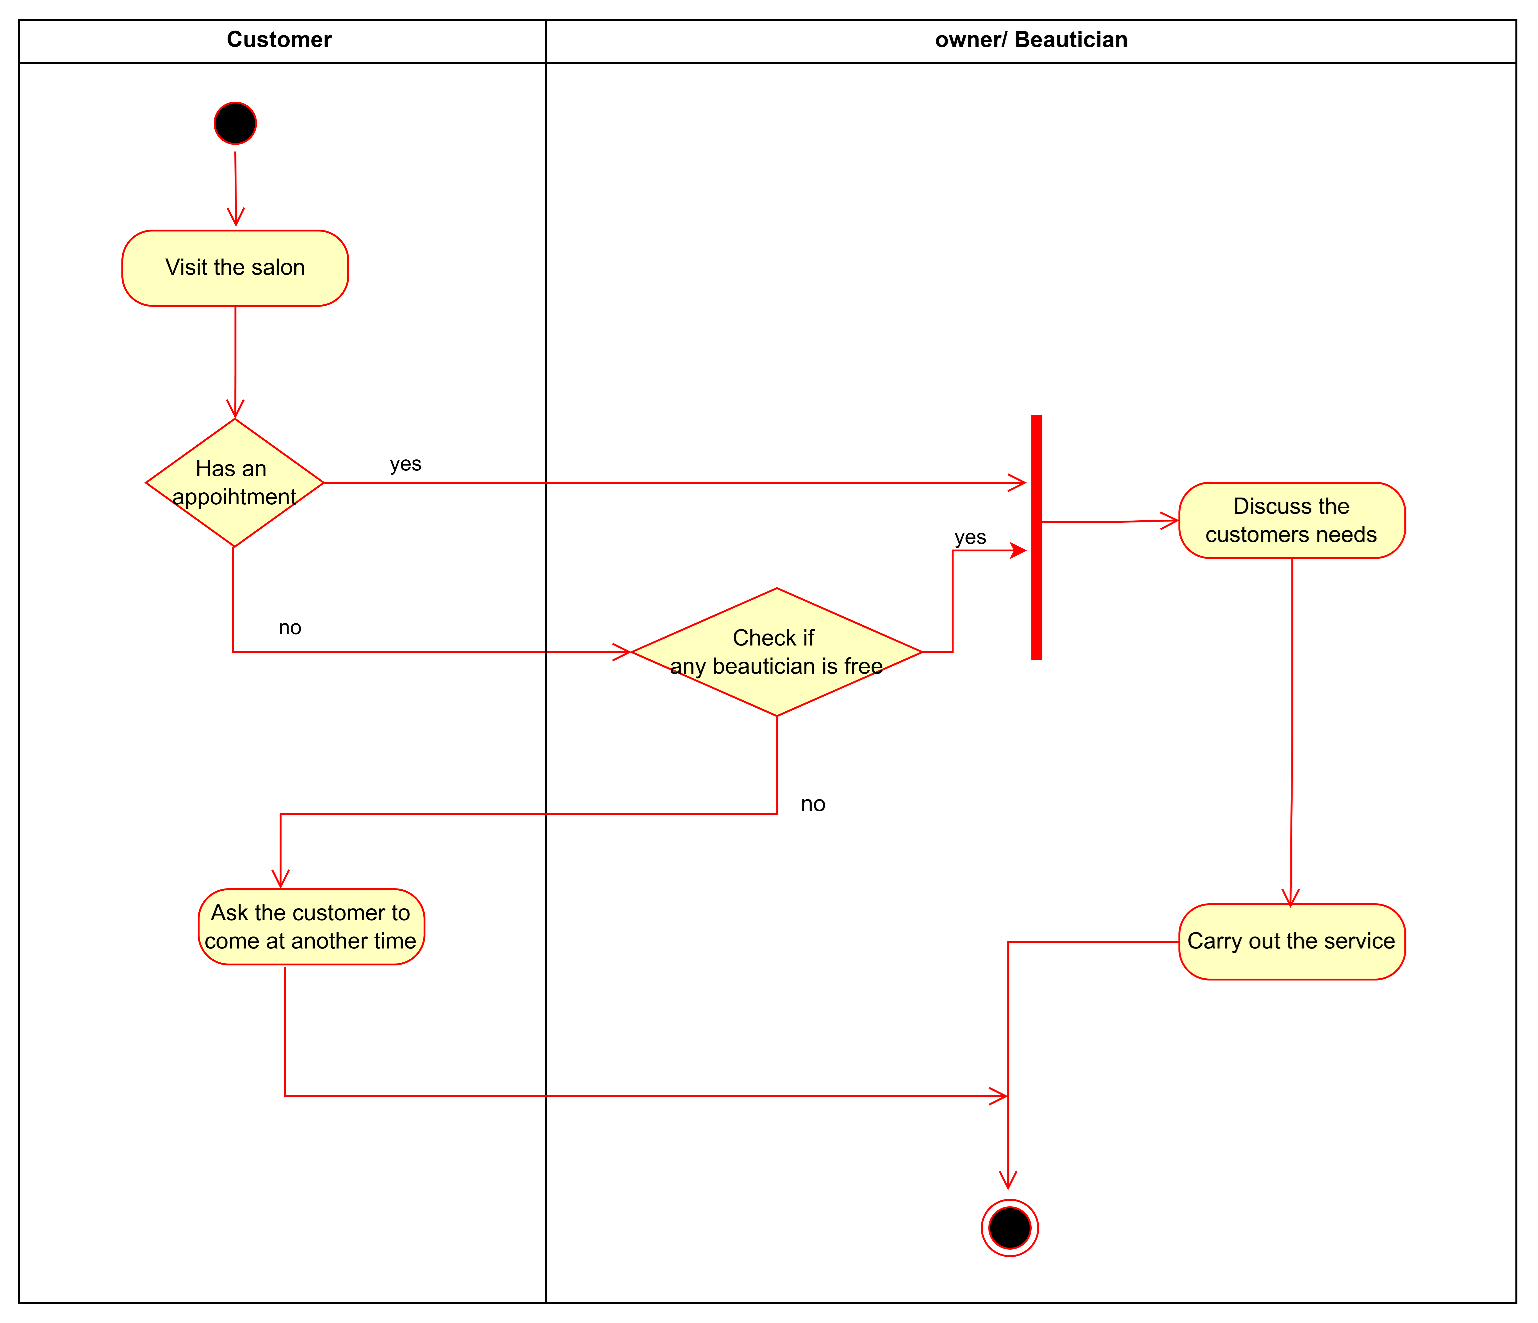 Customer
owner/ Beautician
Visit the salon
Has an
appoihtment
yes
yes
Discuss the
customers needs
no
Check if
any beautician is free
no
Ask the customer to
come at another time
Carry out the service